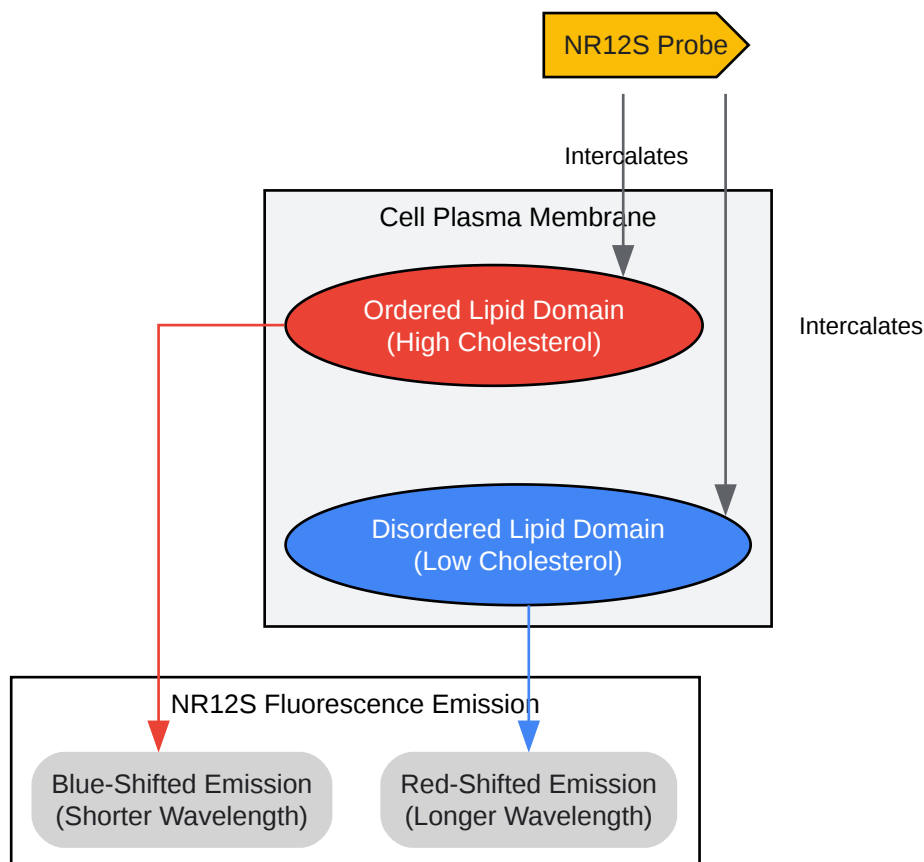 NR12S Probe
Intercalates
Cell Plasma Membrane
Ordered Lipid Domain
(High Cholesterol)
Intercalates
Disordered Lipid Domain
(Low Cholesterol)
NR12S Fluorescence Emission
Blue-Shifted Emission
(Shorter Wavelength)
Red-Shifted Emission
(Longer Wavelength)